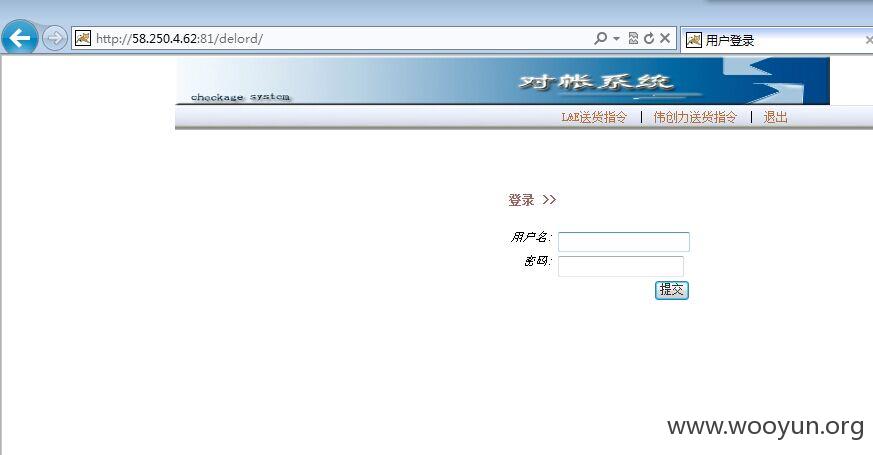 http://58.250.4.62:81/delord/
用户登录
对帐系统
checkage system
L&E送货指令 | 伟创力送货指令 | 退出
登录 >>
用户名:
密码:
提交
www.wooyun.org